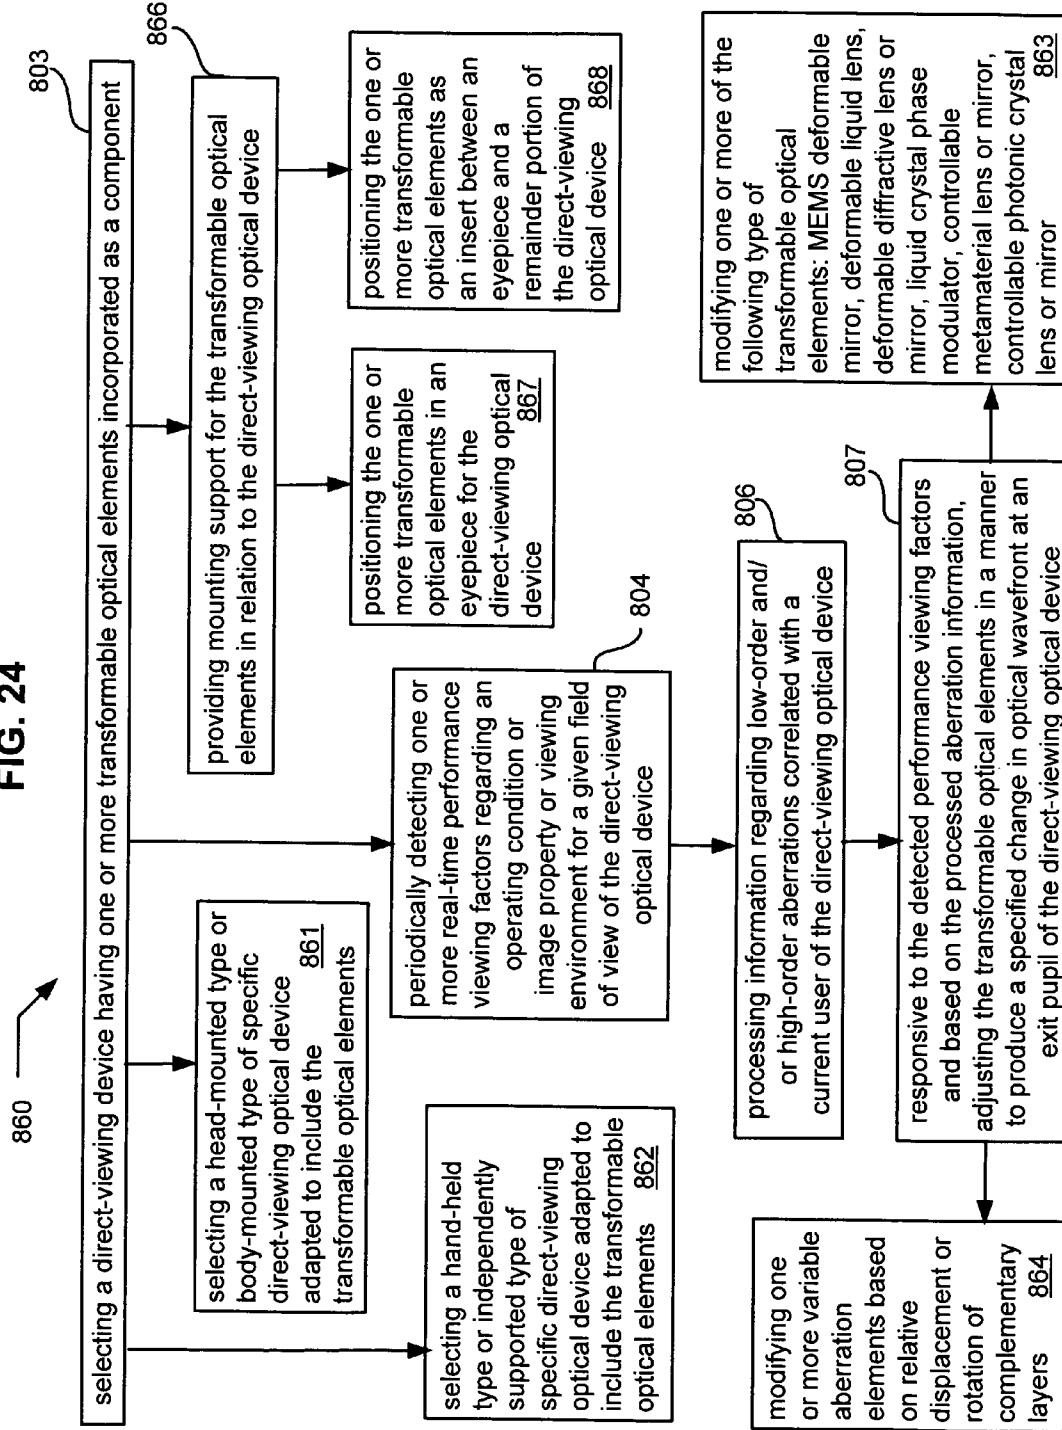 FIG. 24
860
803
selecting a direct-viewing device having one or more transformable optical elements incorporated as a component
866
selecting a head-mounted type or
body-mounted type of specific
direct-viewing optical device
adapted to include the 861
transformable optical elements
providing mounting support for the transformable optical
elements in relation to the direct-viewing optical device
selecting a hand-held
type or independently
supported type of
specific direct-viewing
optical device adapted to
include the transformable
optical elements 862
periodically detecting one or
more real-time performance
viewing factors regarding an
operating condition or
image property or viewing
environment for a given field
of view of the direct-viewing
optical device
804
positioning the one or
more transformable
optical elements in an
eyepiece for the
direct-viewing optical
device 867
positioning the one or
more transformable
optical elements as
an insert between an
eyepiece and a
remainder portion of
the direct-viewing
optical device 868
processing information regarding low-order and/
or high-order aberrations correlated with a
current user of the direct-viewing optical device
806
807
modifying one
or more variable
aberration
elements based
on relative
displacement or
rotation of
complementary
layers 864
responsive to the detected performance viewing factors
and based on the processed aberration information,
adjusting the transformable optical elements in a manner
to produce a specified change in optical wavefront at an
exit pupil of the direct-viewing optical device
modifying one or more of the
following type of
transformable optical
elements: MEMS deformable
mirror, deformable liquid lens,
deformable diffractive lens or
mirror, liquid crystal phase
modulator, controllable
metamaterial lens or mirror,
controllable photonic crystal
lens or mirror 863